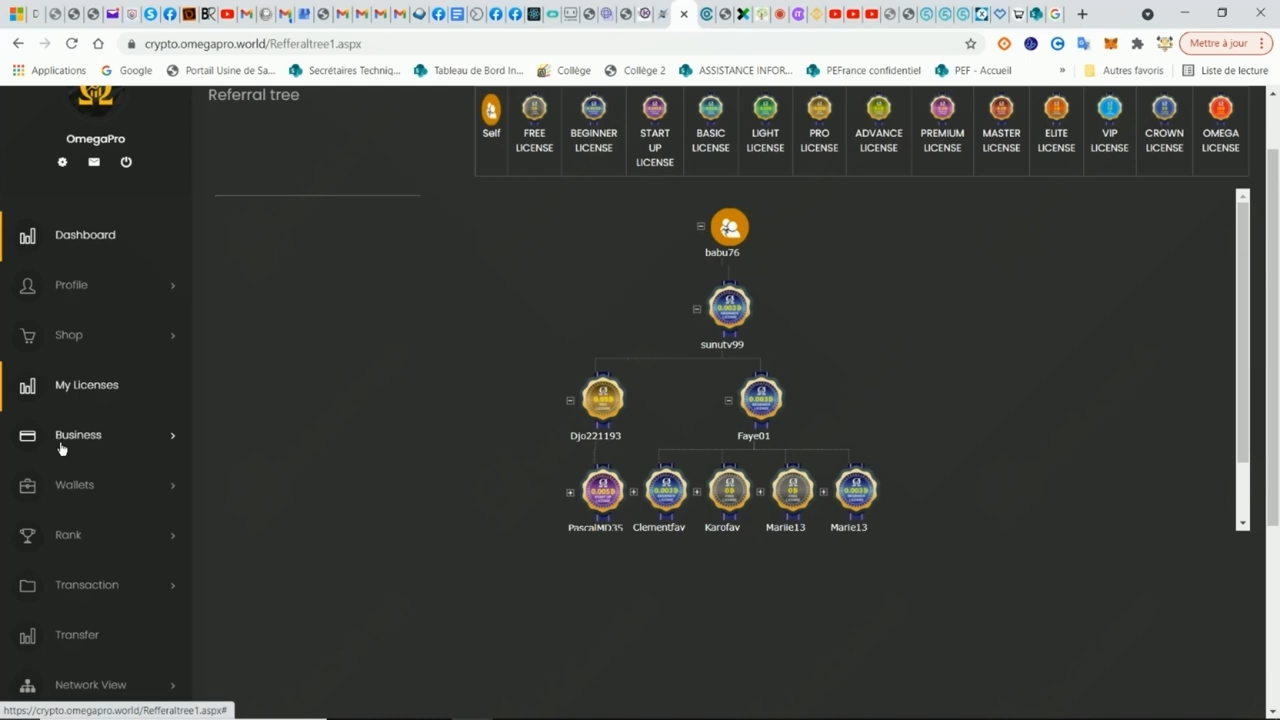 crypto.omegapro.world/Refferaltree1.aspx
Mettre à jour
Applications
Google
Portail Usine de Sa...
Secrétaires Techniq...
Tableau de Bord In...
Collège
Collège 2
ASSISTANCE INFOR...
PEFrance confidentiel
PEF - Accueil
»
Autres favoris
Liste de lecture
OmegaPro
Dashboard
Profile
Shop
My Licenses
Business
Wallets
Rank
Transaction
Transfer
Network View
Referral tree
Self
FREE
LICENSE
BEGINNER
LICENSE
START
UP
LICENSE
BASIC
LICENSE
LIGHT
LICENSE
PRO
LICENSE
ADVANCE
LICENSE
PREMIUM
LICENSE
MASTER
LICENSE
ELITE
LICENSE
VIP
LICENSE
CROWN
LICENSE
OMEGA
LICENSE
babu76
sunutv99
Djo221193
Faye01
PascalMD35
Clementfay
Karofay
Mariie13
Marie13
https://crypto.omegapro.world/Refferaltree1.aspx#